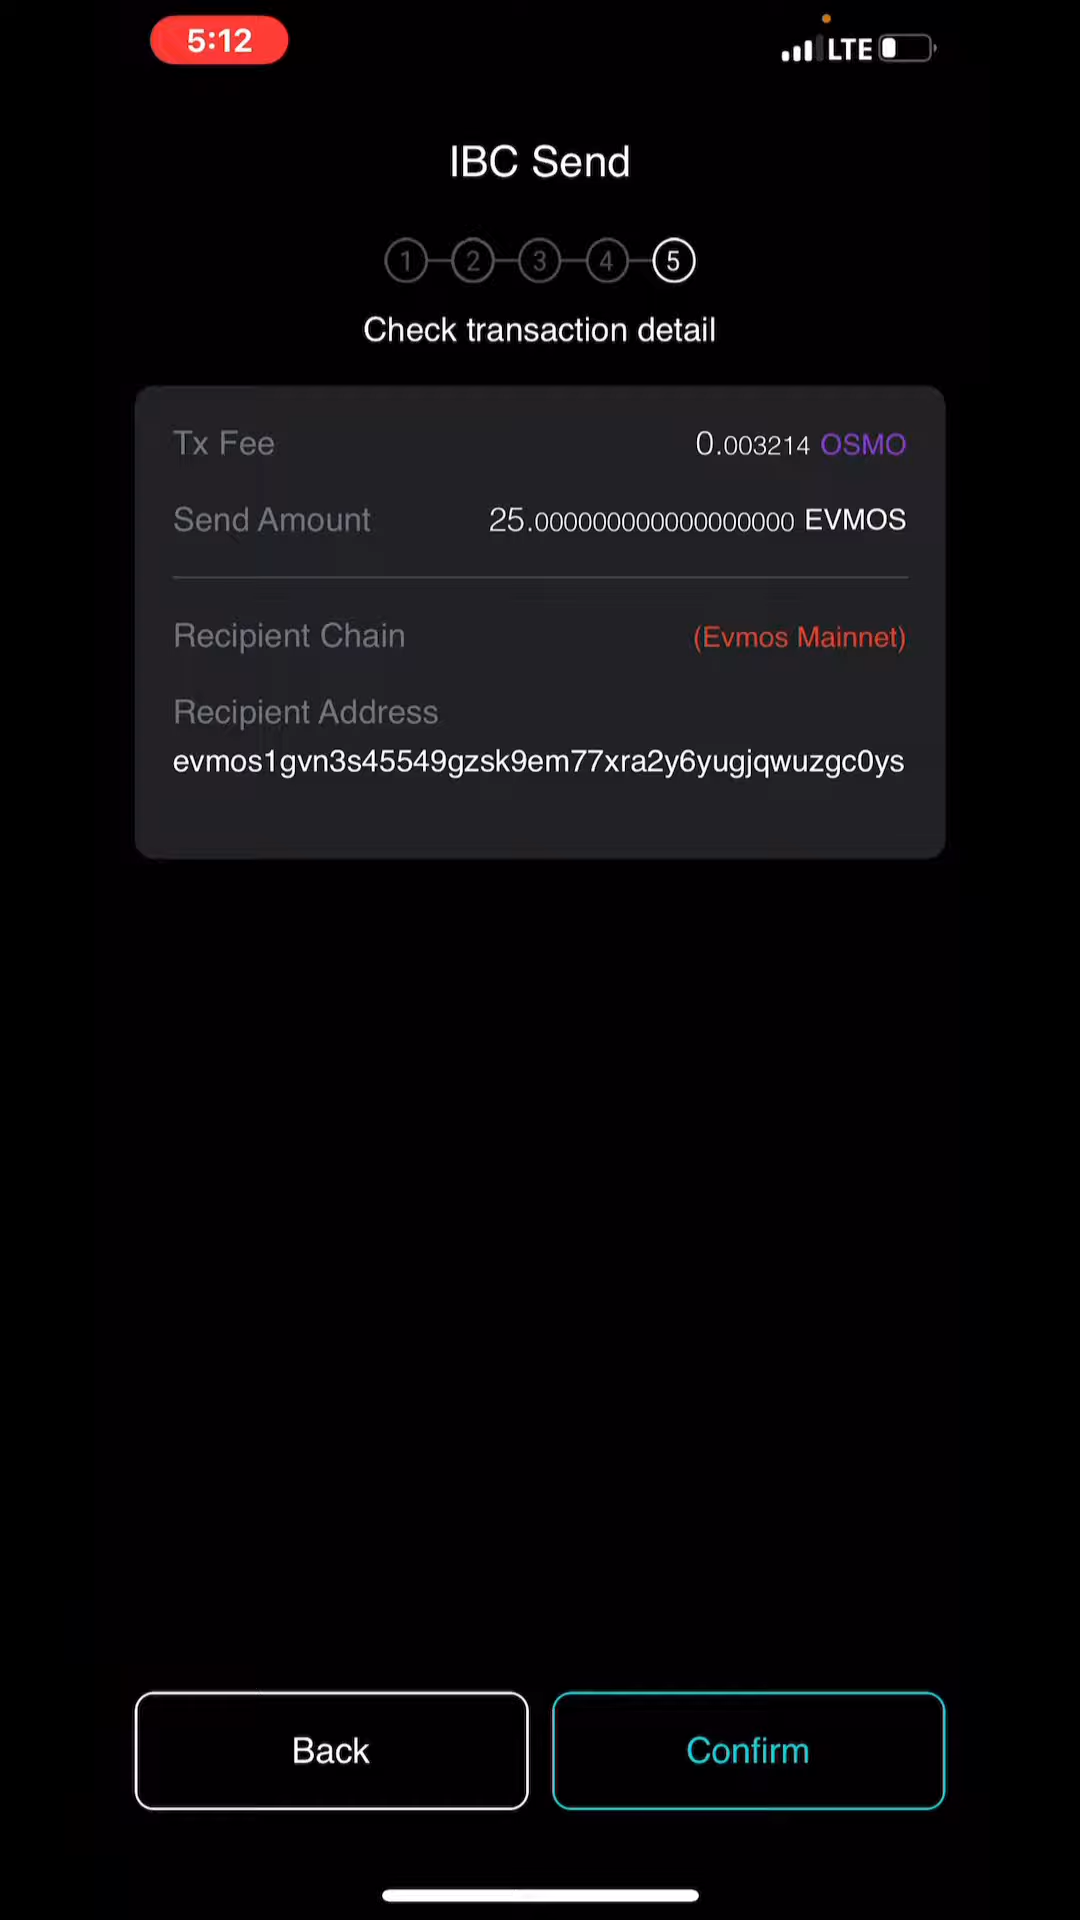 5:12
LTE
IBC Send
1 2 3 4 5
Check transaction detail
Tx Fee 0.003214 OSMO
Send Amount 25.000000000000000000 EVMOS
Recipient Chain (Evmos Mainnet)
Recipient Address
evmos1gvn3s45549gzsk9em77xra2y6yugjqwuzgc0ys
Back Confirm